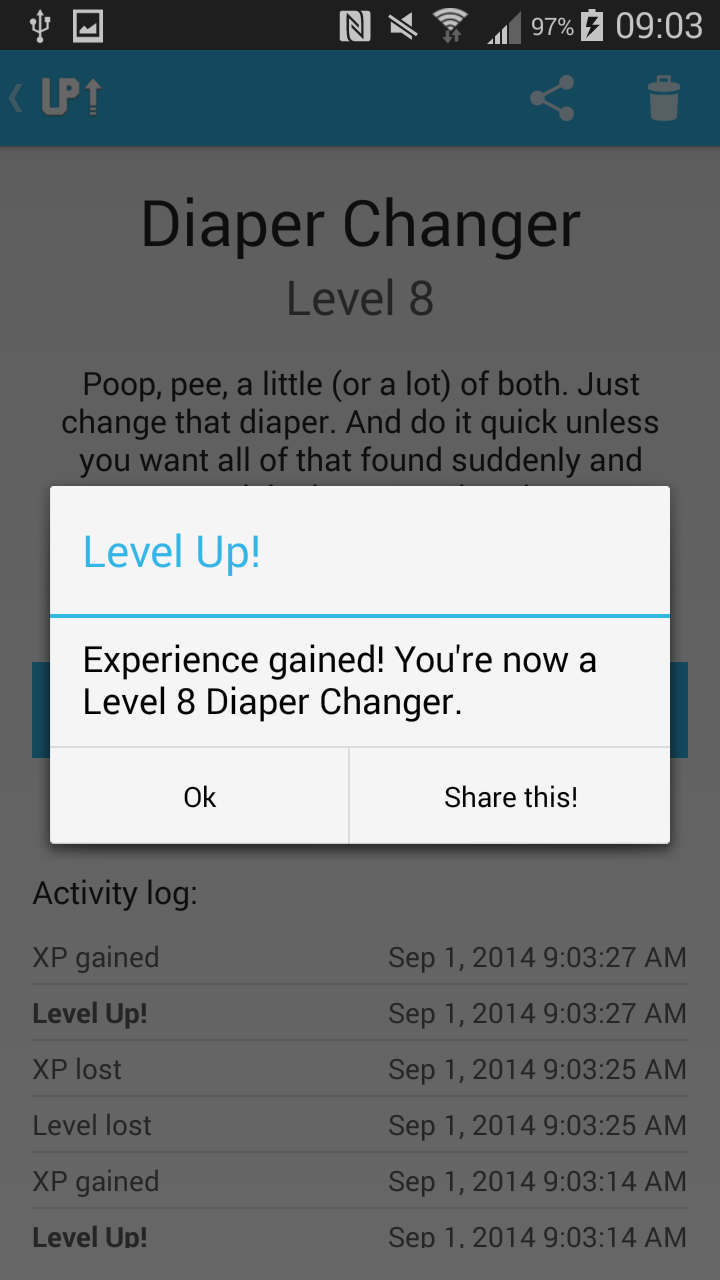 97% 09:03
UP
Diaper Changer
Level 8
Poop, pee, a little (or a lot) of both. Just
change that diaper. And do it quick unless
you want all of that found suddenly and
Level Up!
Experience gained! You're now a
Level 8 Diaper Changer.
Ok Share this!
Activity log:
XP gained Sep 1, 2014 9:03:27 AM
Level Up! Sep 1, 2014 9:03:27 AM
XP lost Sep 1, 2014 9:03:25 AM
Level lost Sep 1, 2014 9:03:25 AM
XP gained Sep 1, 2014 9:03:14 AM
Level Up! Sep 1, 2014 9:03:14 AM